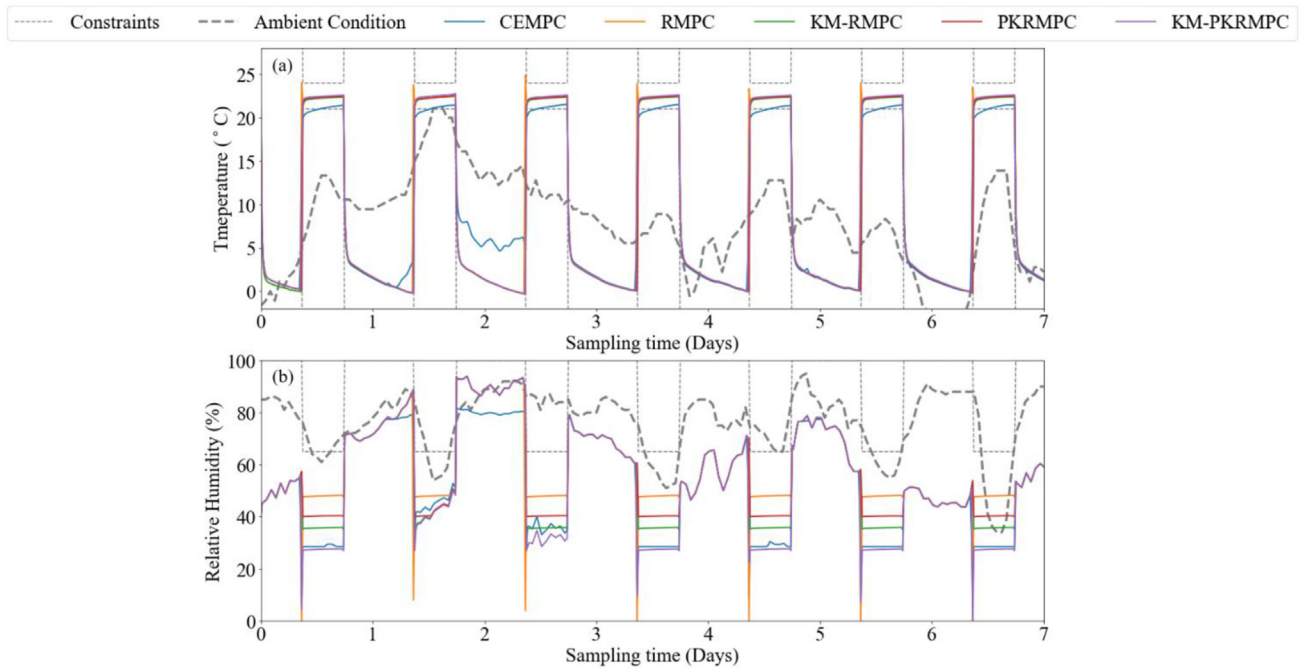 Constraints Ambient Condition CEMPC RMPC KM-RMPC PKRMPC KM-PKRMPC
(a)
25
20
15
10
5
0
Tmeperature ( ° C)
0 1 2 3 4 5 6 7
Sampling time (Days)
(b)
100
80
60
40
20
0
Relative Humidity (%)
0 1 2 3 4 5 6 7
Sampling time (Days)